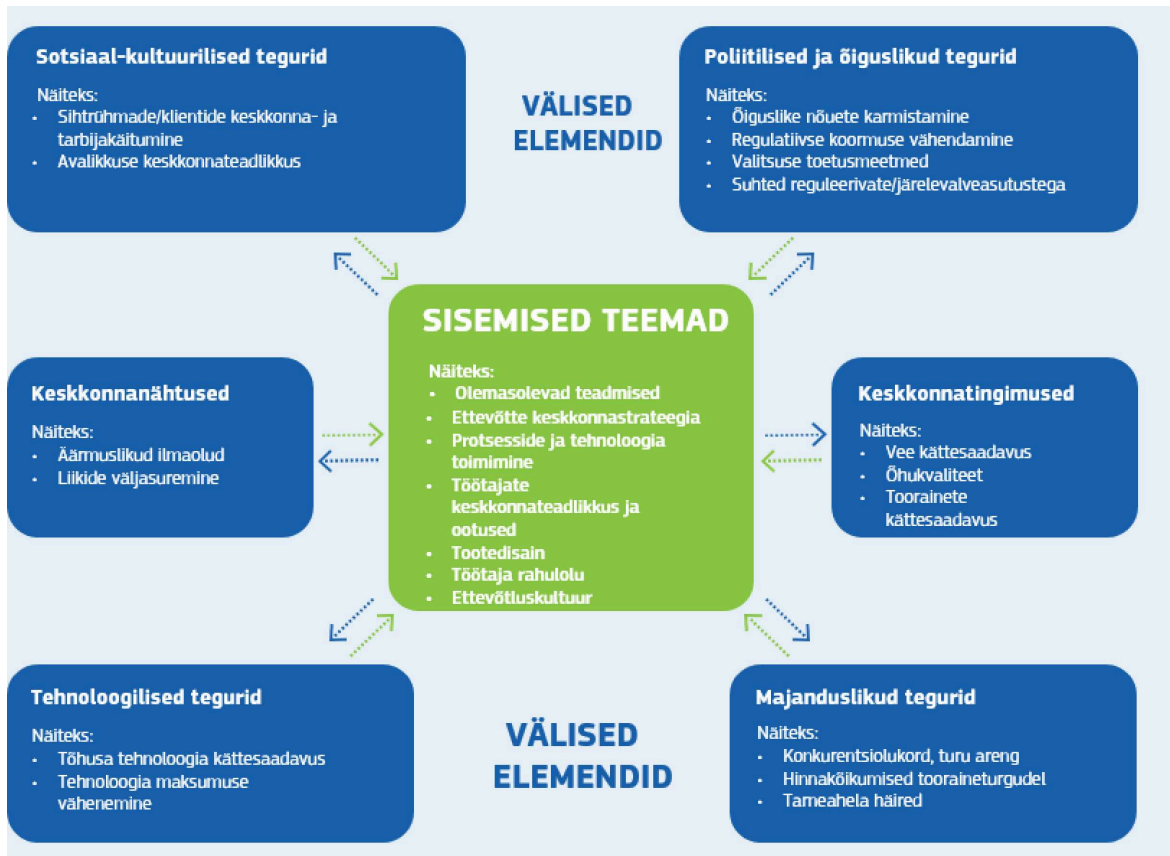 Sotsiaal-kultuurilised tegurid
Näiteks:
• Sihtrühmade/klientide keskkonna- ja
tarbijakäitumine
• Avalikkuse keskkonnateadlikkus
VÄLISED
ELEMENDID
Poliitilised ja õiguslikud tegurid
Näiteks:
• Õiguslike nõuete karmistamine
• Regulatiivse koormuse vähendamine
• Valitsuse toetusmeetmed
• Suhted reguleerivate/järelevalveasutustega
Keskkonnanähtused
Näiteks:
• Äärmuslikud ilmaolud
• Liikide väljasuremine
SISEMISED TEEMAD
Näiteks:
• Olemasolevad teadmised
• Ettevõtte keskkonnastrateegia
• Protsesside ja tehnoloogia
toimimine
• Töötajate
keskkonnateadlikkus ja
ootused
• Tootedisain
• Töötaja rahulolu
• Ettevõtluskultuur
Keskkonnatingimused
Näiteks:
• Vee kättesaadavus
• Õhukvaliteet
• Toorainete
kättesaadavus
Tehnoloogilised tegurid
Näiteks:
• Tõhusa tehnoloogia kättesaadavus
• Tehnoloogia maksumuse
vähenemine
VÄLISED
ELEMENDID
Majanduslikud tegurid
Näiteks:
• Konkurentsiolukord, turu areng
• Hinnakõikumised tooraineturgudel
• Tarneahela häired